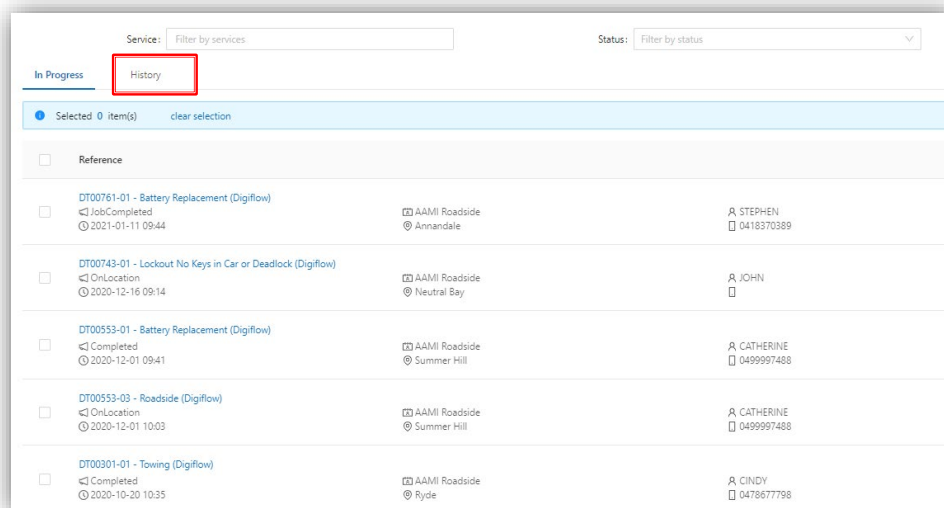 Service: Filter by services Status: Filter by status
In Progress History
Selected 0 item(s) clear selection
Reference
DT00761-01 - Battery Replacement (Digiflow)
JobCompleted AAMI Roadside STEPHEN
2021-01-11 09:44 Annandale 0418370389
DT00743-01 - Lockout No Keys in Car or Deadlock (Digiflow)
OnLocation AAMI Roadside JOHN
2020-12-16 09:14 Neutral Bay
DT00553-01 - Battery Replacement (Digiflow)
Completed AAMI Roadside CATHERINE
2020-12-01 09:41 Summer Hill 0499997488
DT00553-03 - Roadside (Digiflow)
OnLocation AAMI Roadside CATHERINE
2020-12-01 10:03 Summer Hill 0499997488
DT00301-01 - Towing (Digiflow)
Completed AAMI Roadside CINDY
2020-10-20 10:35 Ryde 0478677798